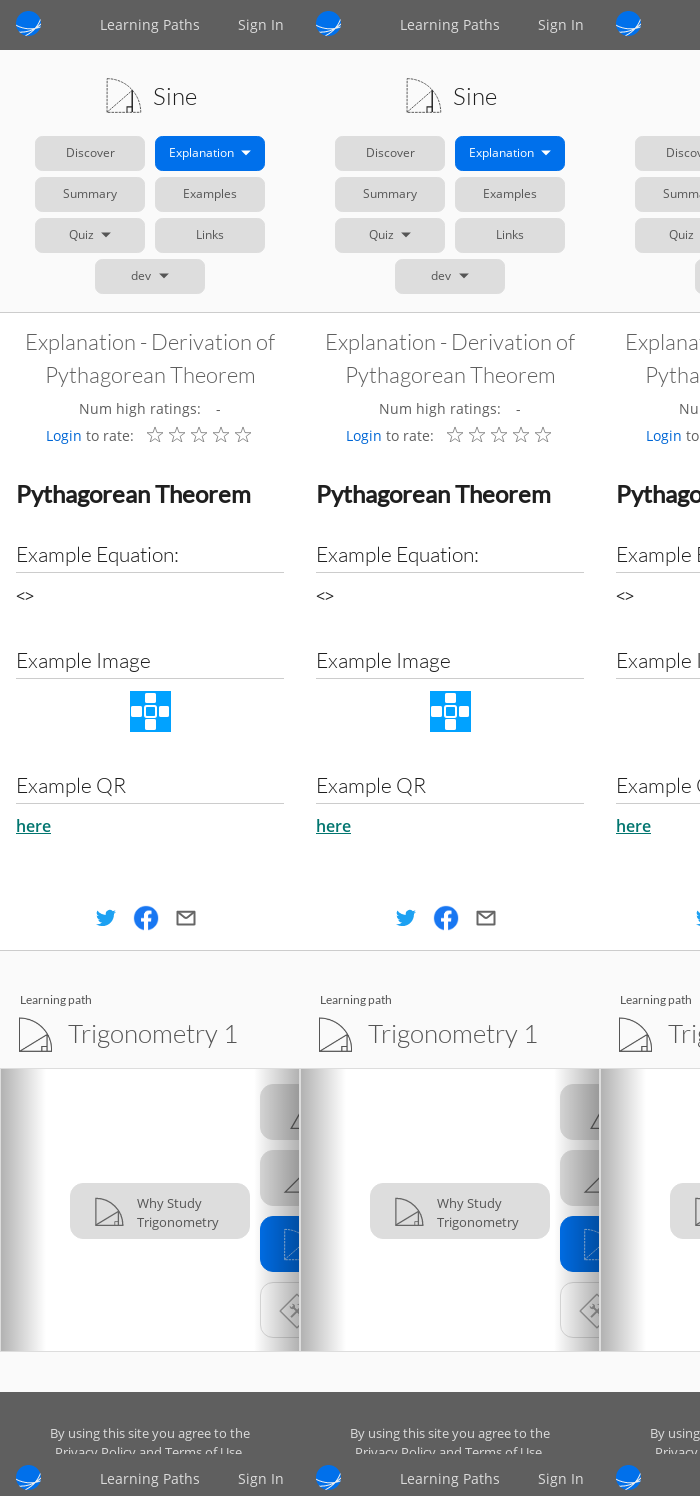 Learning Paths Sign In Learning Paths Sign In
Sine Sine
Discover Explanation Discover Explanation Discov
Summary Examples Summary Examples Summa
Quiz Links Quiz Links Quiz
dev dev
Explanation - Derivation of Explanation - Derivation of Explana
Pythagorean Theorem Pythagorean Theorem Pytha
Num high ratings: - Num high ratings: - Nu
Login to rate: Login to rate: Login to
Pythagorean Theorem Pythagorean Theorem Pythago
Example Equation: Example Equation: Example E
<> <> <>
Example Image Example Image Example I
Example QR Example QR Example
here here here
Learning path Learning path Learning path
Trigonometry 1 Trigonometry 1 Trig
Why Study Why Study
Trigonometry Trigonometry
By using this site you agree to the By using this site you agree to the By using
Privacy Policy and Terms of Use Privacy Policy and Terms of Use Privacy
Learning Paths Sign In Learning Paths Sign In